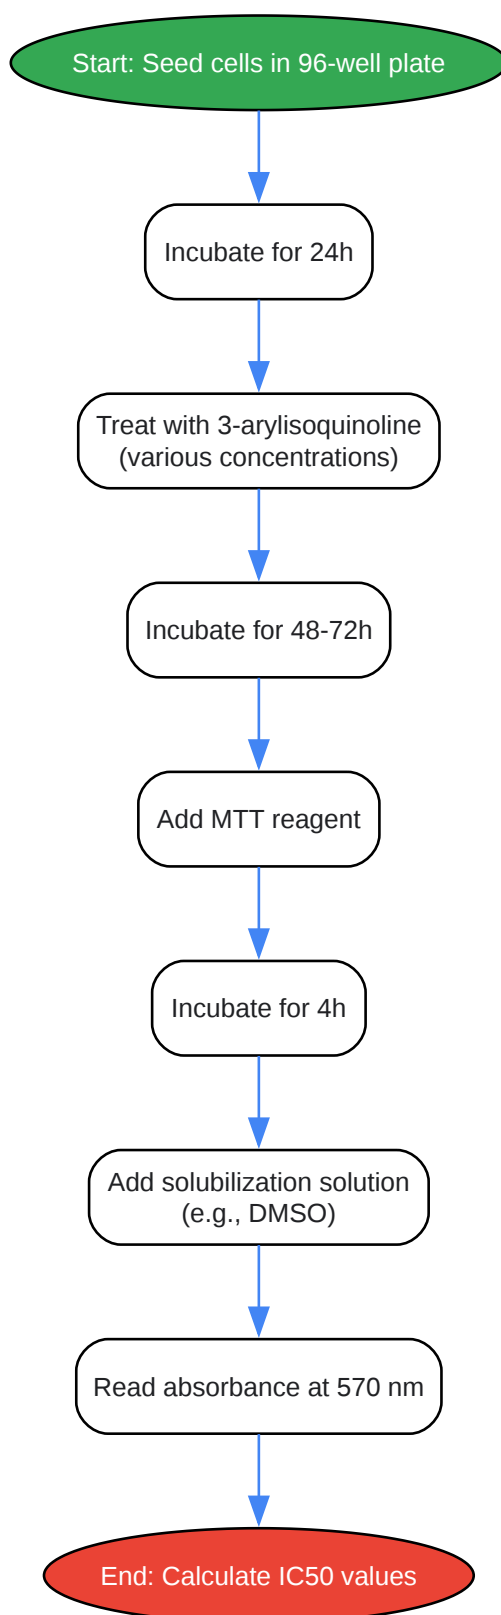 Start: Seed cells in 96-well plate
Incubate for 24h
Treat with 3-arylisoquinoline
(various concentrations)
Incubate for 48-72h
Add MTT reagent
Incubate for 4h
Add solubilization solution
(e.g., DMSO)
Read absorbance at 570 nm
End: Calculate IC50 values